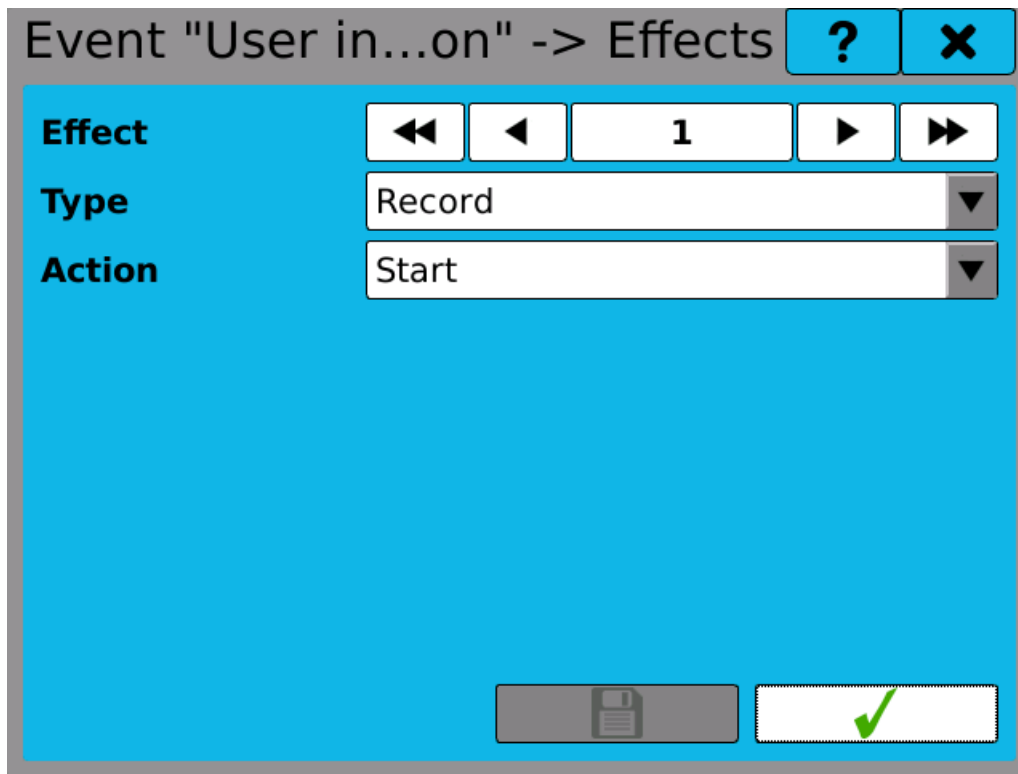 Event "User in...on" -> Effects ?
Effect 1
Type Record
Action Start